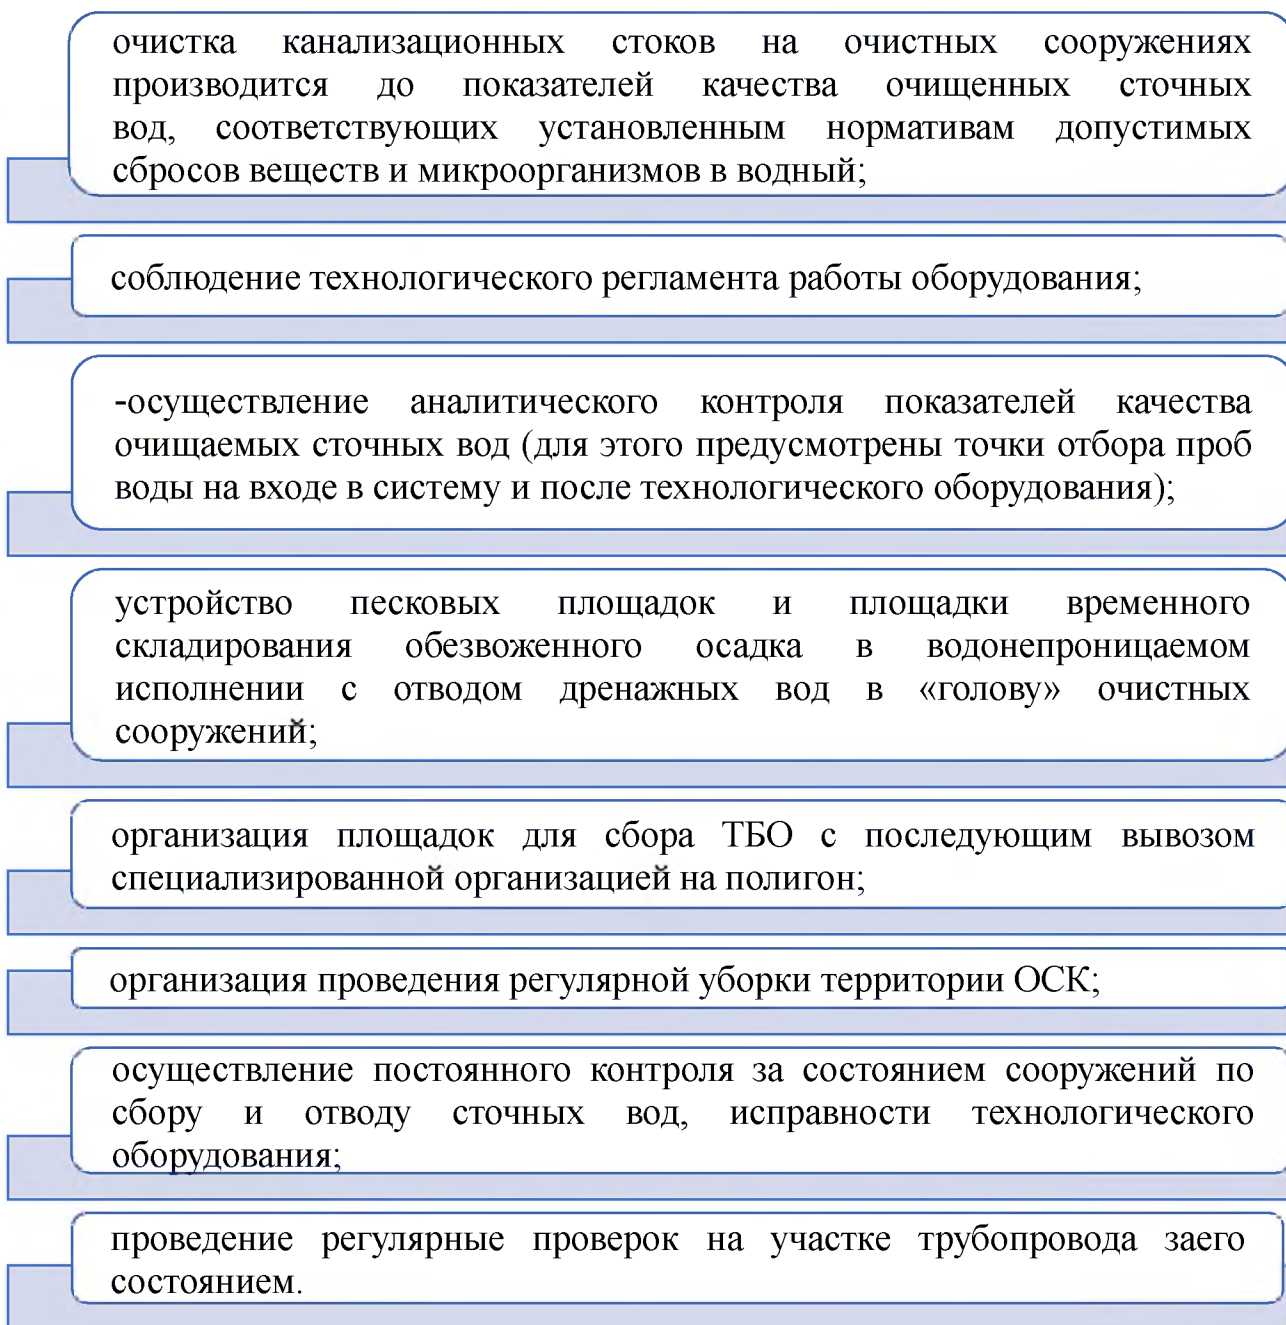 очистка канализационных стоков на очистных сооружениях
производится до показателей качества очищенных сточных
вод, соответствующих установленным нормативам допустимых
сбросов веществ и микроорганизмов в водный;
соблюдение технологического регламента работы оборудования;
-осуществление аналитического контроля показателей качества
очищаемых сточных вод (для этого предусмотрены точки отбора проб
воды на входе в систему и после технологического оборудования);
устройство песковых площадок и площадки временного
складирования обезвоженного осадка в водонепроницаемом
исполнении с отводом дренажных вод в «голову» очистных
сооружений;
организация площадок для сбора ТБО с последующим вывозом
специализированной организацией на полигон;
организация проведения регулярной уборки территории ОСК;
осуществление постоянного контроля за состоянием сооружений по
сбору и отводу сточных вод, исправности технологического
оборудования;
проведение регулярные проверок на участке трубопровода заего
состоянием.